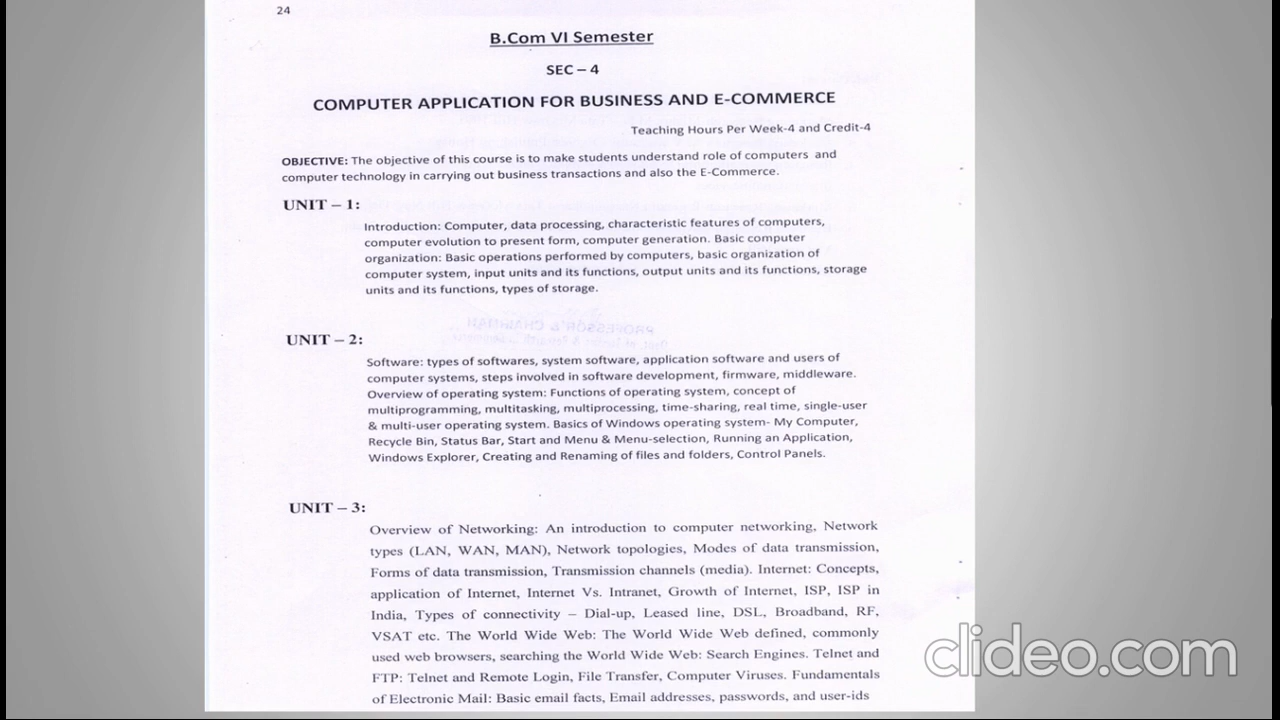 24
B.Com VI Semester
SEC – 4
COMPUTER APPLICATION FOR BUSINESS AND E-COMMERCE
Teaching Hours Per Week-4 and Credit-4
OBJECTIVE: The objective of this course is to make students understand role of computers and
computer technology in carrying out business transactions and also the E-Commerce.
UNIT – 1:
Introduction: Computer, data processing, characteristic features of computers,
computer evolution to present form, computer generation. Basic computer
organization: Basic operations performed by computers, basic organization of
computer system, input units and its functions, output units and its functions, storage
units and its functions, types of storage.
UNIT – 2:
Software: types of softwares, system software, application software and users of
computer systems, steps involved in software development, firmware, middleware.
Overview of operating system: Functions of operating system, concept of
multiprogramming, multitasking, multiprocessing, time-sharing, real time, single-user
& multi-user operating system. Basics of Windows operating system- My Computer,
Recycle Bin, Status Bar, Start and Menu & Menu-selection, Running an Application,
Windows Explorer, Creating and Renaming of files and folders, Control Panels.
UNIT – 3:
Overview of Networking: An introduction to computer networking, Network
types (LAN, WAN, MAN), Network topologies, Modes of data transmission,
Forms of data transmission, Transmission channels (media). Internet: Concepts,
application of Internet, Internet Vs. Intranet, Growth of Internet, ISP, ISP in
India, Types of connectivity – Dial-up, Leased line, DSL, Broadband, RF,
VSAT etc. The World Wide Web: The World Wide Web defined, commonly
used web browsers, searching the World Wide Web: Search Engines. Telnet and
FTP: Telnet and Remote Login, File Transfer, Computer Viruses. Fundamentals
of Electronic Mail: Basic email facts, Email addresses, passwords, and user-ids
clideo.com